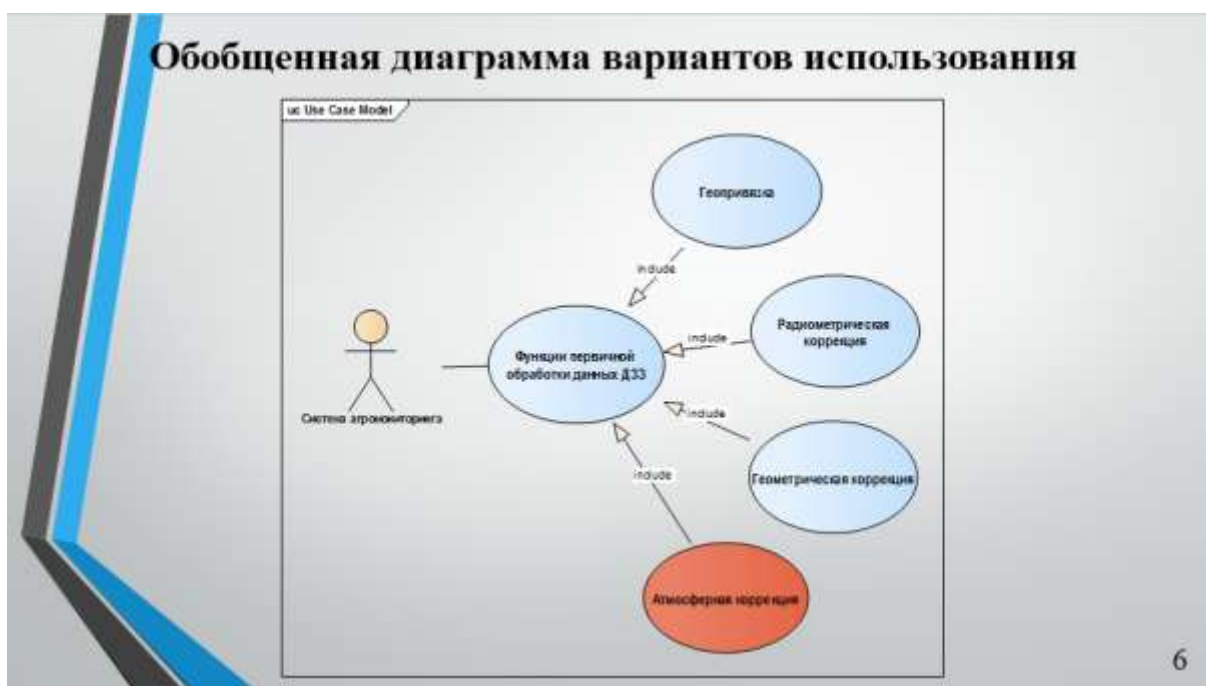 Обобщенная диаграмма вариантов использования
uc Use Case Model
Геопривязка
include
Радиометрическая
коррекция
include
Функции первичной
обработки данных ДЗЗ
Система агромониторинга
include
Геометрическая коррекция
include
Атмосферная коррекция
6